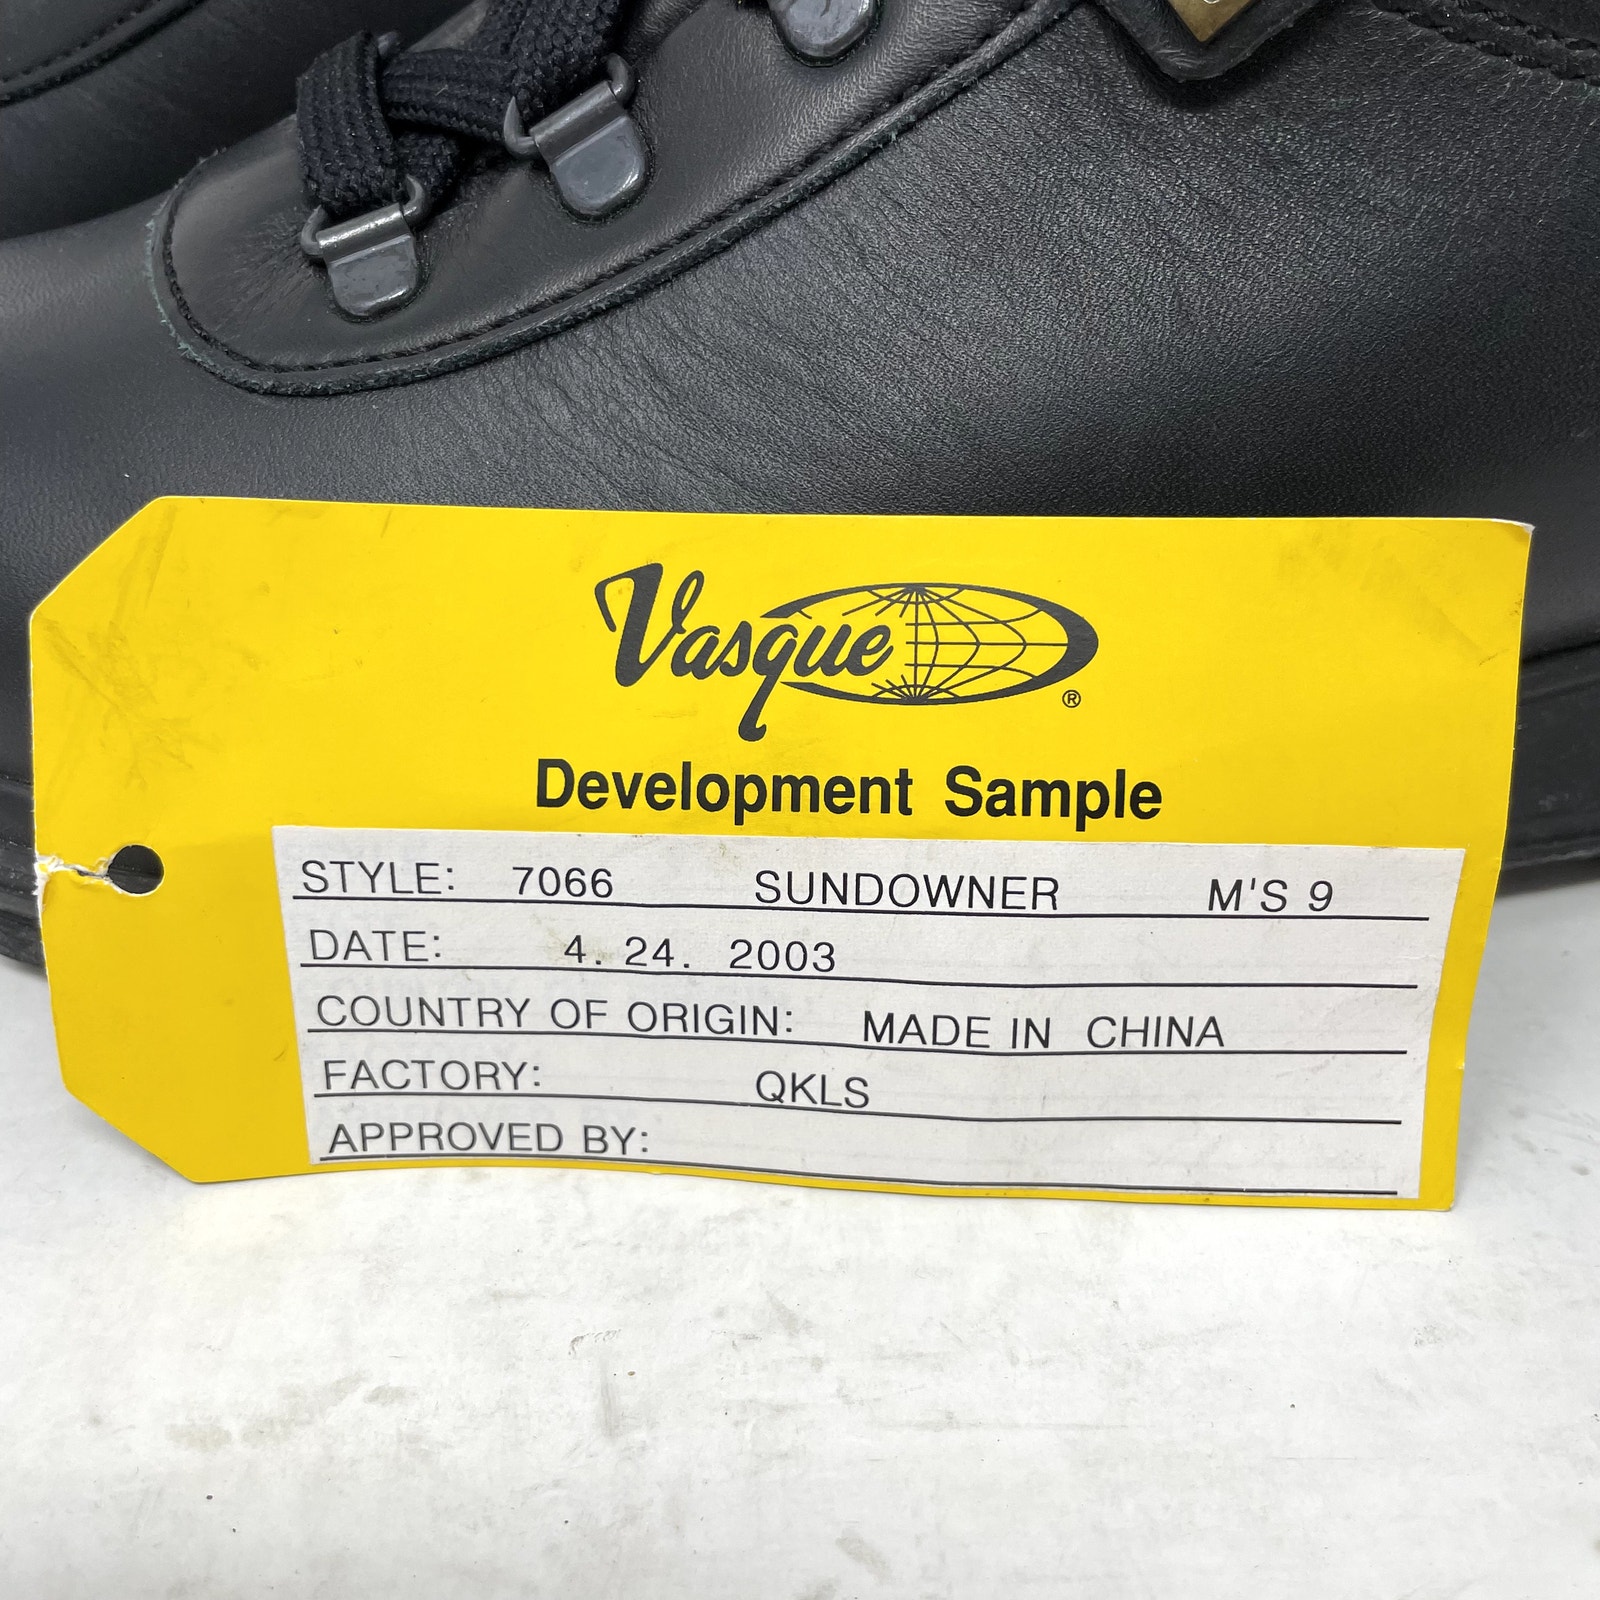 Vasque ®
Development Sample
STYLE: 7066 SUNDOWNER M'S 9
DATE: 4. 24. 2003
COUNTRY OF ORIGIN: MADE IN CHINA
FACTORY: QKLS
APPROVED BY: